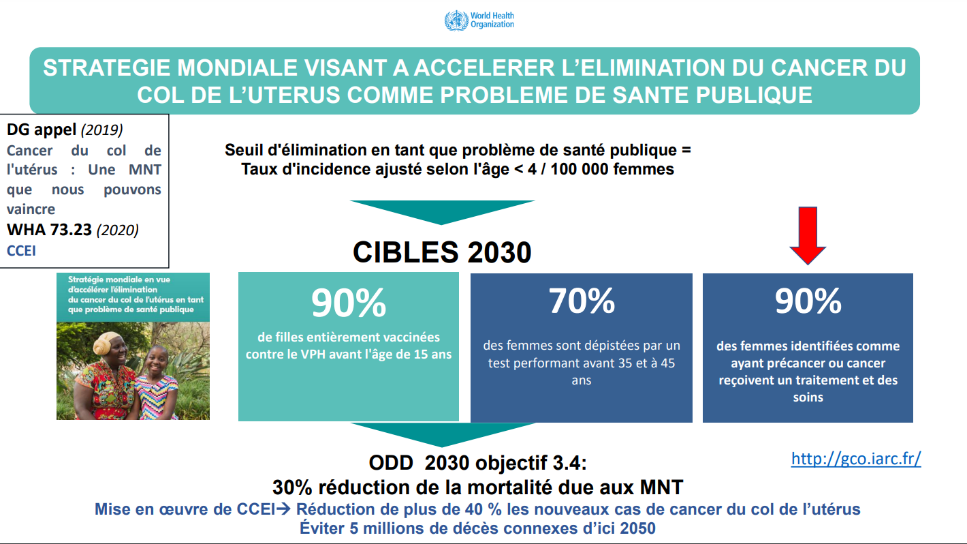 World Health
Organization
STRATEGIE MONDIALE VISANT A ACCELERER L’ELIMINATION DU CANCER DU
COL DE L’UTERUS COMME PROBLEME DE SANTE PUBLIQUE
DG appel (2019)
Cancer du col de
l'utérus : Une MNT
que nous pouvons
vaincre
WHA 73.23 (2020)
CCEI
Seuil d'élimination en tant que problème de santé publique =
Taux d'incidence ajusté selon l'âge < 4 / 100 000 femmes
CIBLES 2030
Stratégie mondiale en vue
d'accélérer l'élimination
du cancer du col de l'utérus en tant
que problème de santé publique
90%
de filles entièrement vaccinées
contre le VPH avant l'âge de 15 ans
70%
des femmes sont dépistées par un
test performant avant 35 et à 45
ans
90%
des femmes identifiées comme
ayant précancer ou cancer
reçoivent un traitement et des
soins
http://gco.iarc.fr/
ODD 2030 objectif 3.4:
30% réduction de la mortalité due aux MNT
Mise en œuvre de CCEI→ Réduction de plus de 40 % les nouveaux cas de cancer du col de l’utérus
Éviter 5 millions de décès connexes d’ici 2050